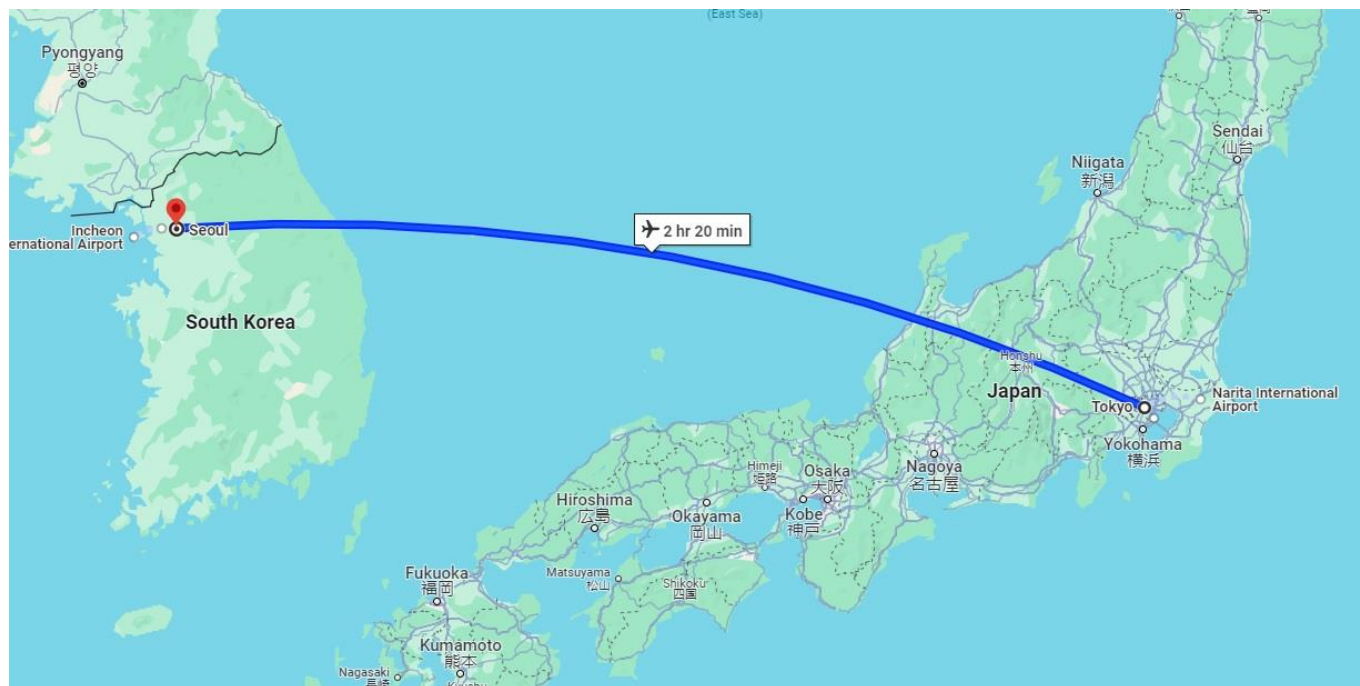 (East Sea)
Pyongyang
평양
Sendai
仙台
Niigata
新潟
2 hr 20 min
Seoul
Incheon
ernational Airport
South Korea
Honshu
本州
Japan
Tokyo
Narita International
Airport
Yokohama
横浜
Nagoya
名古屋
Himeji
姫路
Osaka
大阪
Kobe
神戸
Hiroshima
広島
Okayama
岡山
Matsuyama
松山
Shikoku
四国
Fukuoka
福岡
Kumamoto
熊本
Nagasaki